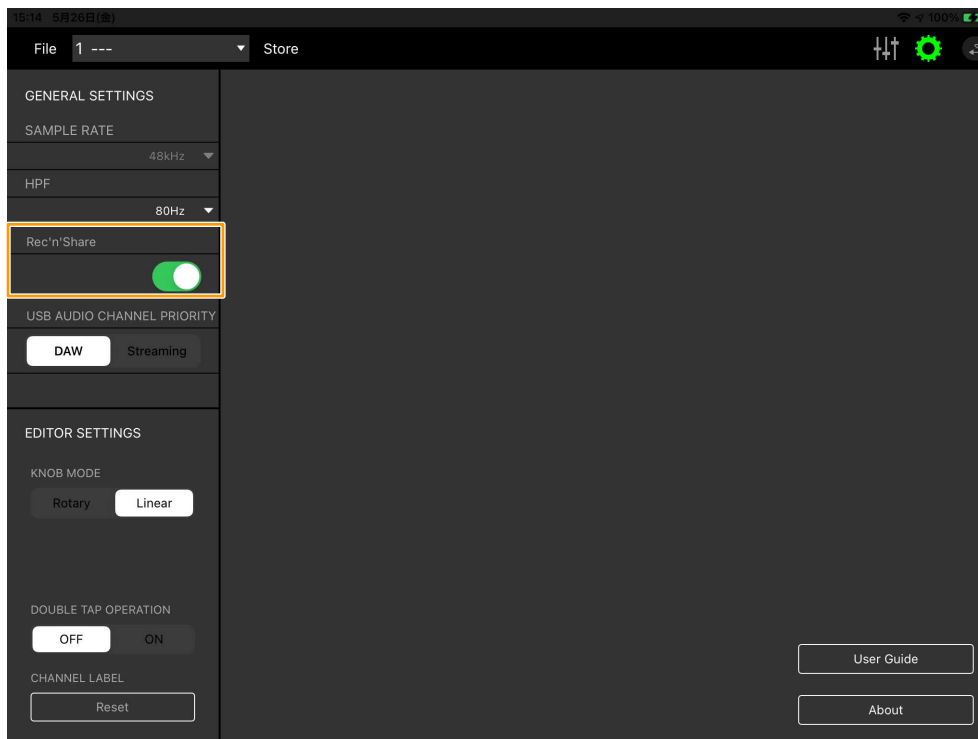 15:14 5月26日(金)
100%
File 1 --- Store
GENERAL SETTINGS
SAMPLE RATE
48kHz
HPF
80Hz
Rec'n'Share
USB AUDIO CHANNEL PRIORITY
DAW Streaming
EDITOR SETTINGS
KNOB MODE
Rotary Linear
DOUBLE TAP OPERATION
OFF ON
User Guide
CHANNEL LABEL
Reset
About